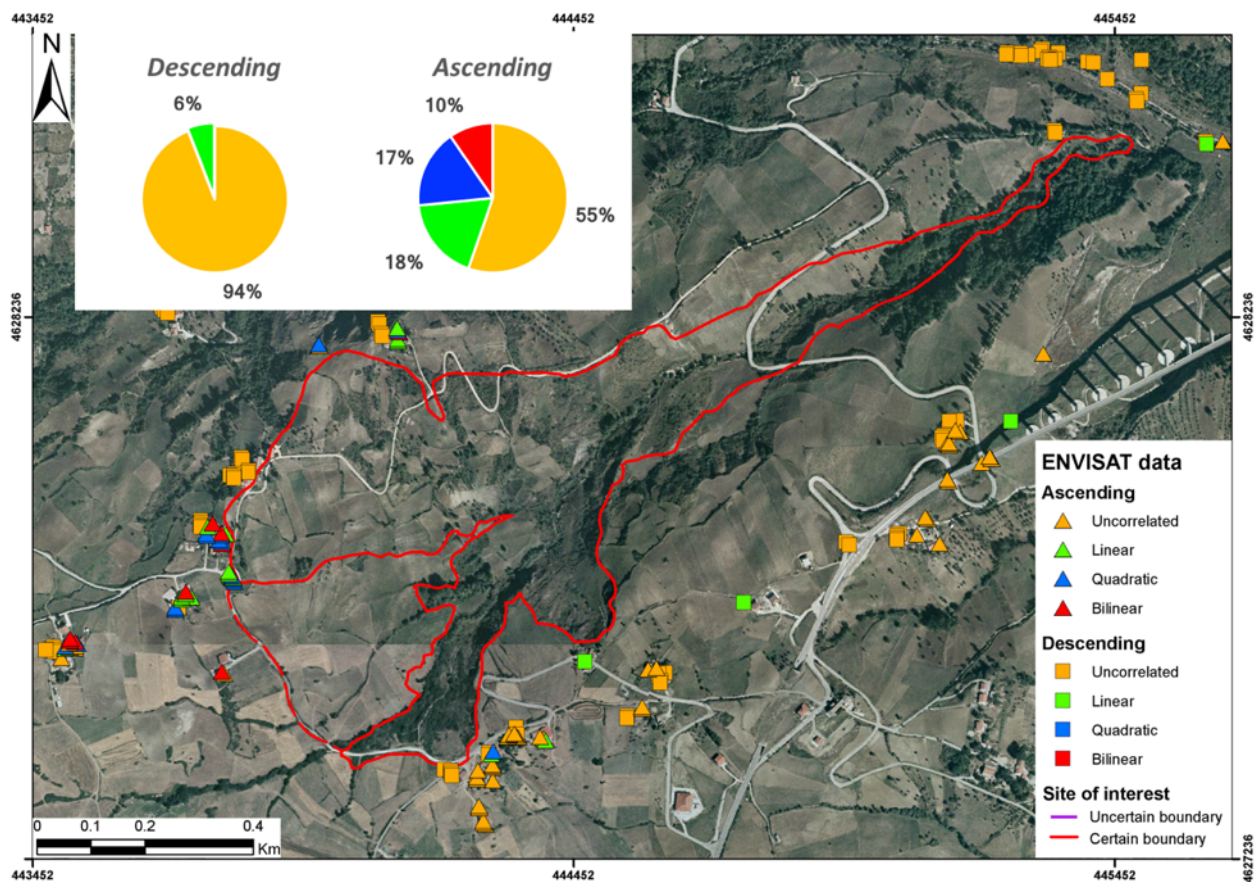 443452
444452
445452
N
Descending
Ascending
6%
94%
10%
17%
18%
55%
4628236
4628236
ENVISAT data
Ascending
Uncorrelated
Linear
Quadratic
Bilinear
Descending
Uncorrelated
Linear
Quadratic
Bilinear
Site of interest
Uncertain boundary
Certain boundary
0 0.1 0.2 0.4
Km
4627236
443452
444452
445452